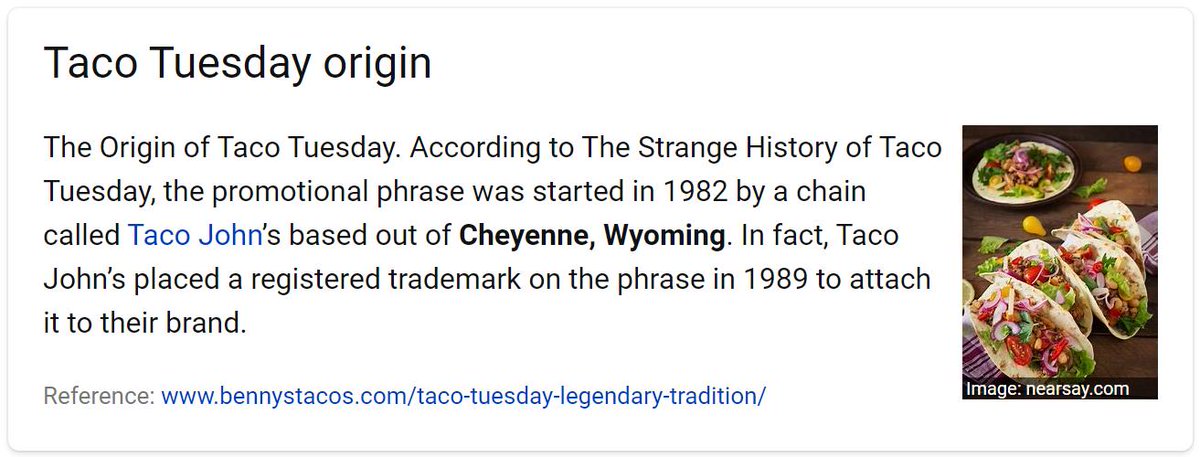 Taco Tuesday origin
The Origin of Taco Tuesday. According to The Strange History of Taco
Tuesday, the promotional phrase was started in 1982 by a chain
called Taco John’s based out of Cheyenne, Wyoming. In fact, Taco
John’s placed a registered trademark on the phrase in 1989 to attach
it to their brand.
Image: nearsay.com
Reference: www.bennystacos.com/taco-tuesday-legendary-tradition/